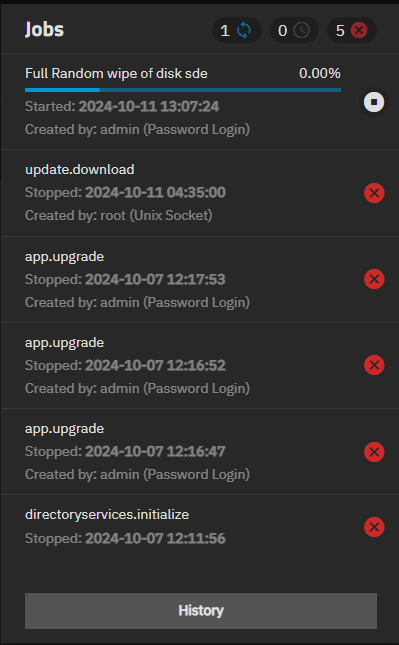 Jobs 1 0 5
Full Random wipe of disk sde 0.00%
Started: 2024-10-11 13:07:24
Created by: admin (Password Login)
update.download
Stopped: 2024-10-11 04:35:00
Created by: root (Unix Socket)
app.upgrade
Stopped: 2024-10-07 12:17:53
Created by: admin (Password Login)
app.upgrade
Stopped: 2024-10-07 12:16:52
Created by: admin (Password Login)
app.upgrade
Stopped: 2024-10-07 12:16:47
Created by: admin (Password Login)
directoryservices.initialize
Stopped: 2024-10-07 12:11:56
History